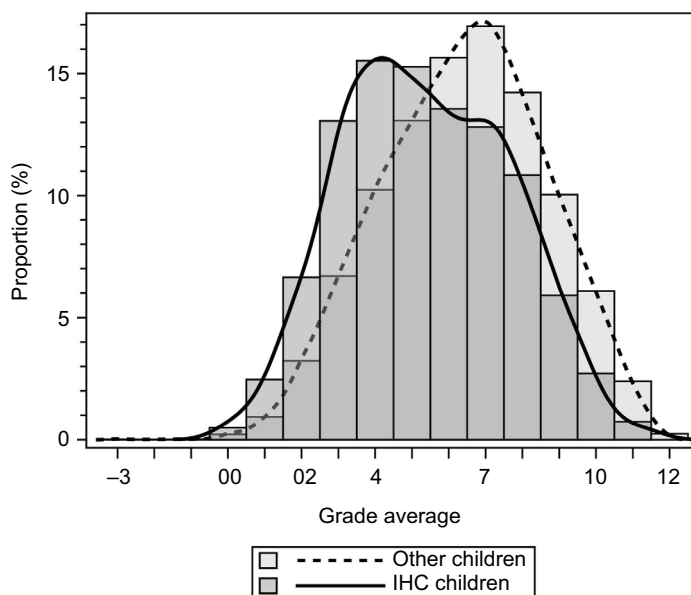 Proportion (%)
15
10
5
0
–3 00 02 4 7 10 12
Grade average
Other children
IHC children